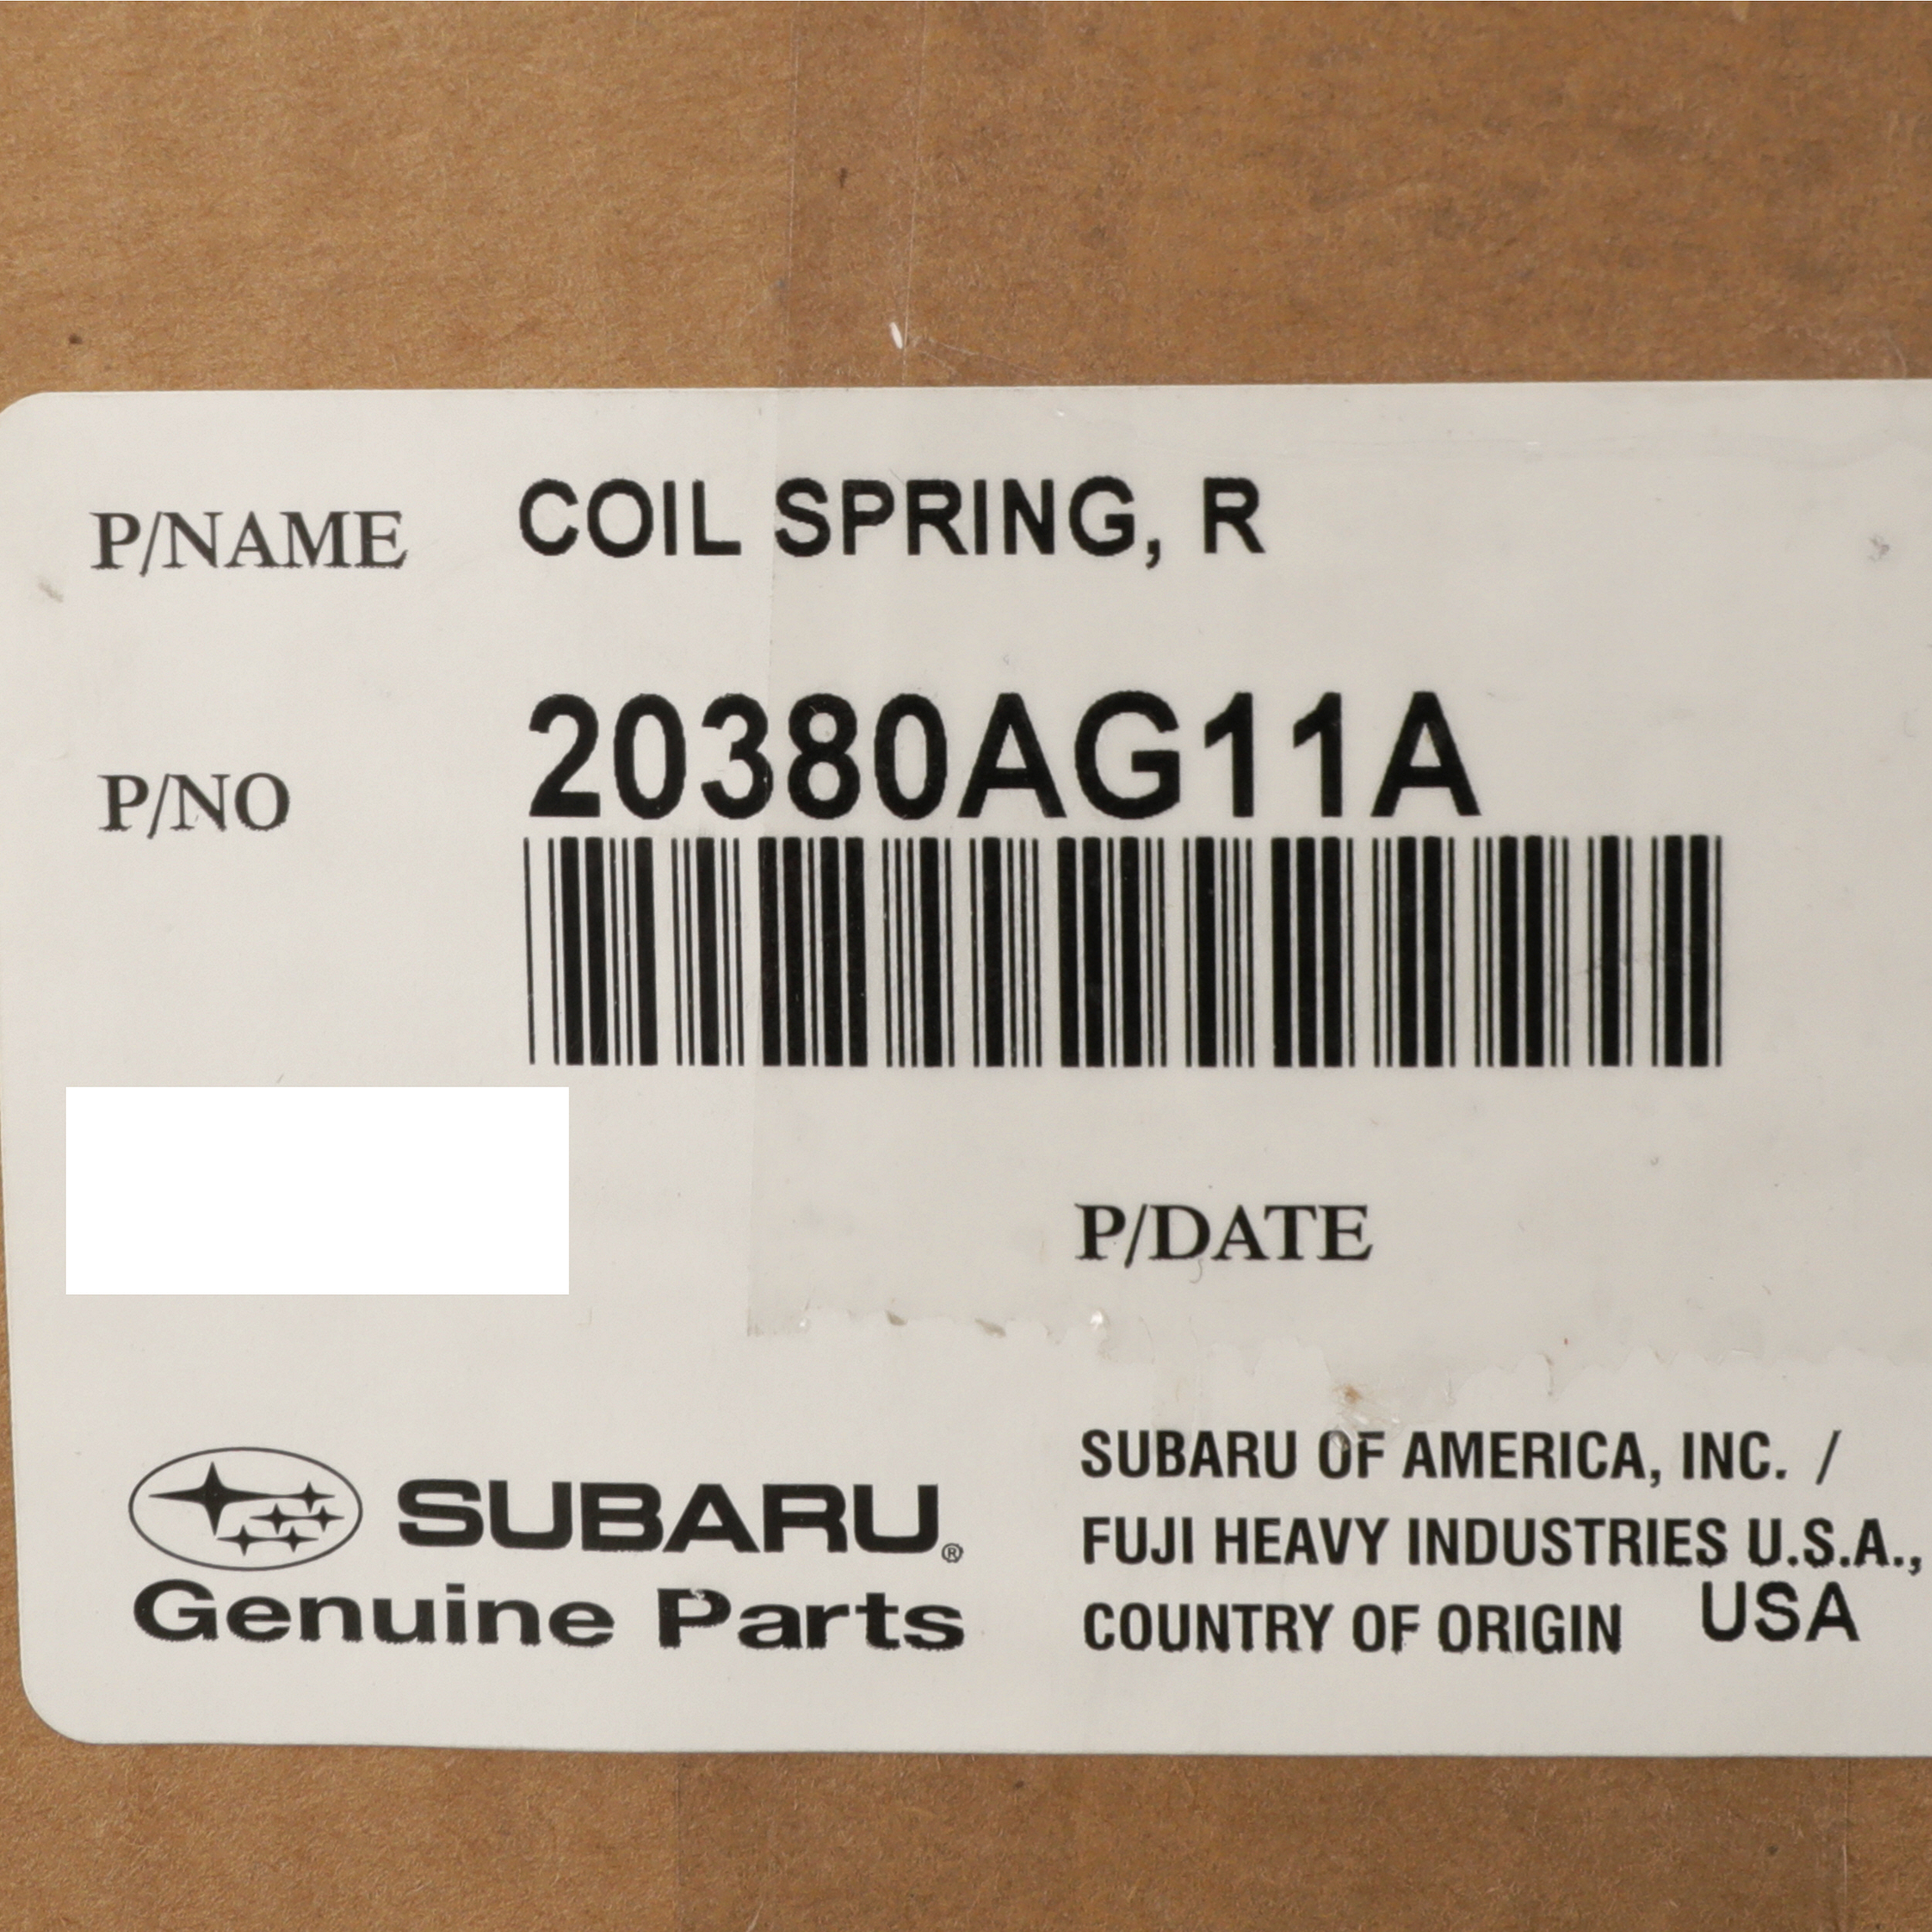 P/NAME COIL SPRING, R
P/NO 20380AG11A
P/DATE
SUBARU®
Genuine Parts
SUBARU OF AMERICA, INC. /
FUJI HEAVY INDUSTRIES U.S.A.,
COUNTRY OF ORIGIN USA